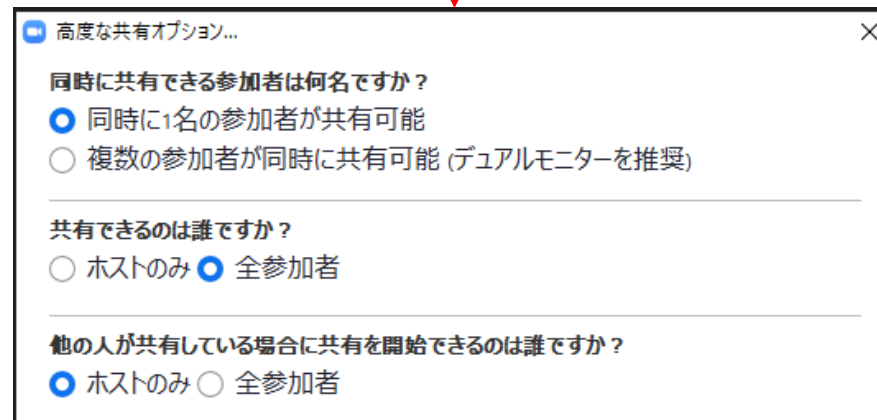 高度な共有オプション...
同時に共有できる参加者は何名ですか？
同時に1名の参加者が共有可能
複数の参加者が同時に共有可能 (デュアルモニターを推奨)
共有できるのは誰ですか？
ホストのみ 全参加者
他の人が共有している場合に共有を開始できるのは誰ですか？
ホストのみ 全参加者